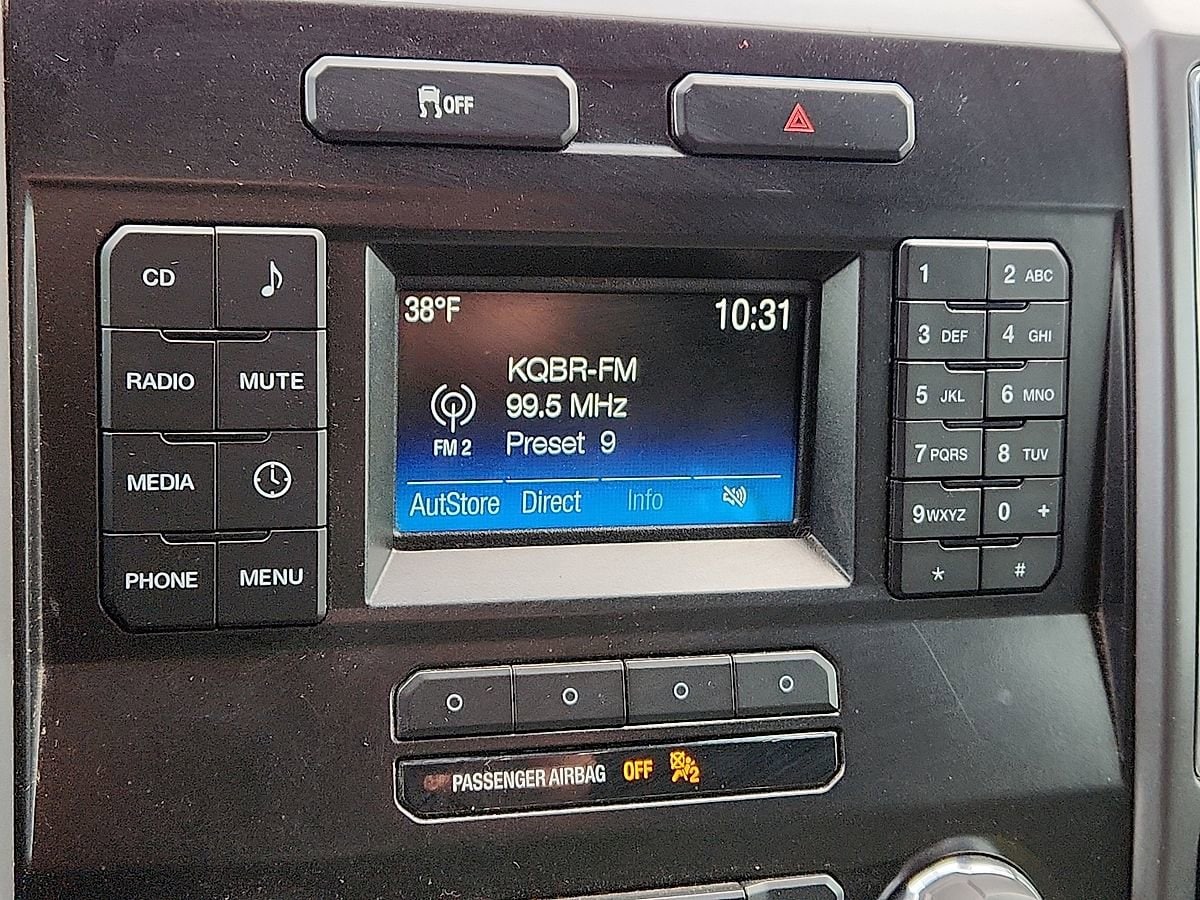 OFF
CD
RADIO MUTE
MEDIA
PHONE MENU
38°F 10:31
KQBR-FM
99.5 MHz
FM 2 Preset 9
AutStore Direct Info
1 2 ABC
3 DEF 4 GHI
5 JKL 6 MNO
7 PQRS 8 TUV
9 WXYZ 0 +
* #
PASSENGER AIRBAG OFF 2